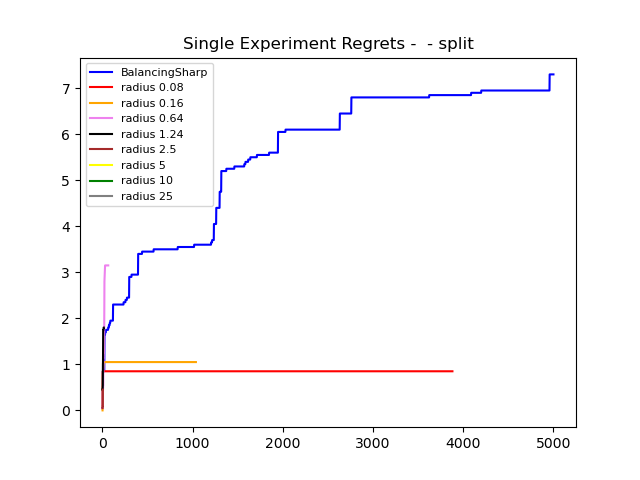 Single Experiment Regrets -  - split
BalancingSharp
radius 0.08
radius 0.16
radius 0.64
radius 1.24
radius 2.5
radius 5
radius 10
radius 25
7
6
5
4
3
2
1
0
0 1000 2000 3000 4000 5000